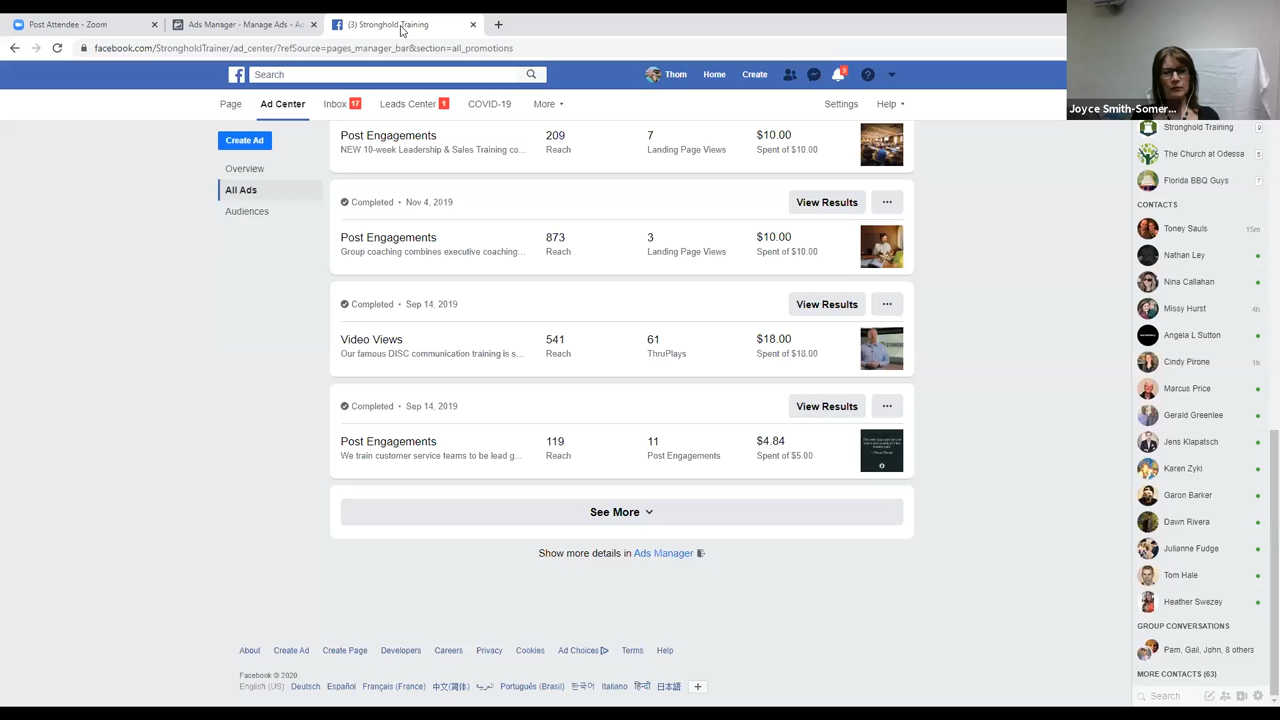 Post Attendee - Zoom
Ads Manager - Manage Ads - Ac
(3) Stronghold Training
facebook.com/StrongholdTrainer/ad_center/?refSource=pages_manager_bar&section=all_promotions
Search
Thom
Home
Create
3
Joyce Smith-Somer...
Page
Ad Center
Inbox 17
Leads Center 1
COVID-19
More
Settings
Help
Create Ad
Overview
All Ads
Audiences
Post Engagements 209 7 $10.00
NEW 10-week Leadership & Sales Training co... Reach Landing Page Views Spent of $10.00
Completed • Nov 4, 2019 View Results ...
Post Engagements 873 3 $10.00
Group coaching combines executive coaching... Reach Landing Page Views Spent of $10.00
Completed • Sep 14, 2019 View Results ...
Video Views 541 61 $18.00
Our famous DISC communication training is s... Reach ThruPlays Spent of $18.00
Completed • Sep 14, 2019 View Results ...
Post Engagements 119 11 $4.84
We train customer service teams to be lead g... Reach Post Engagements Spent of $5.00
See More
Show more details in Ads Manager
Stronghold Training 9
The Church at Odessa 5
Florida BBQ Guys 7
CONTACTS
Toney Sauls 15m
Nathan Ley
Nina Callahan
Missy Hurst 4h
Angela L Sutton
Cindy Pirone 1h
Marcus Price
Gerald Greenlee
Jens Klapatsch
Karen Zyki
Garon Barker
Dawn Rivera
Julianne Fudge
Tom Hale
Heather Swezey
GROUP CONVERSATIONS
Pam, Gail, John, 8 others
MORE CONTACTS (63)
Search
About Create Ad Create Page Developers Careers Privacy Cookies Ad Choices Terms Help
Facebook © 2020
English (US) Deutsch Español Français (France) 中文(简体) العربية Português (Brasil) 한국어 Italiano हिन्दी 日本語 +